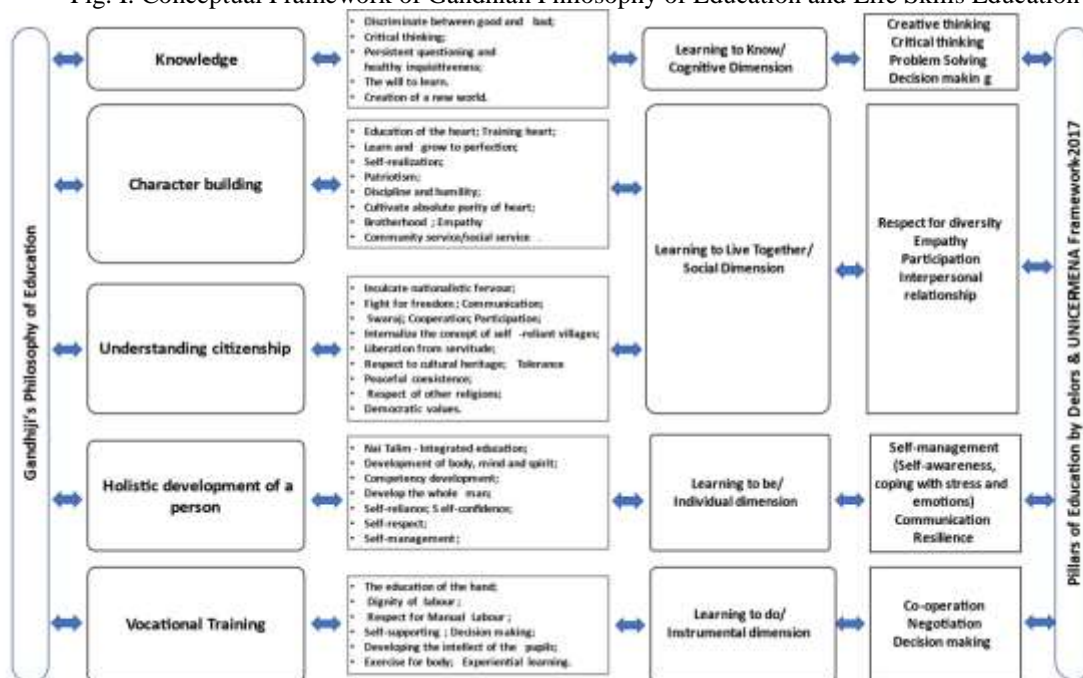 Fig. I: Conceptual Framework of Gandhian Philosophy of Education and Life Skills Education
Gandhiji's Philosophy of Education
Knowledge
• Discriminate between good and bad;
• Critical thinking;
• Persistent questioning and
healthy inquisitiveness;
• The will to learn.
• Creation of a new world.
Learning to Know/
Cognitive Dimension
Creative thinking
Critical thinking
Problem Solving
Decision makin g
Character building
• Education of the heart; Training heart;
• Learn and grow to perfection;
• Self-realization;
• Patriotism;
• Discipline and humility;
• Cultivate absolute purity of heart;
• Brotherhood ; Empathy
• Community service/social service .
Understanding citizenship
• Inculcate nationalistic fervour;
• Fight for freedom; Communication;
• Swaraj; Cooperation; Participation;
• Internalize the concept of self -reliant villages;
• Liberation from servitude;
• Respect to cultural heritage; Tolerance
• Peaceful coexistence;
• Respect of other religions;
• Democratic values.
Learning to Live Together/
Social Dimension
Respect for diversity
Empathy
Participation
Interpersonal
relationship
Holistic development of a
person
• Nai Talim - Integrated education;
• Development of body, mind and spirit;
• Competency development;
• Develop the whole man;
• Self-reliance; S elf-confidence;
• Self-respect;
• Self-management;
Learning to be/
Individual dimension
Self-management
(Self-awareness,
coping with stress and
emotions)
Communication
Resilience
Vocational Training
• The education of the hand;
• Dignity of labour ;
• Respect for Manual Labour ;
• Self-supporting ; Decision making;
• Developing the intellect of the pupils;
• Exercise for body; Experiential learning.
Learning to do/
Instrumental dimension
Co-operation
Negotiation
Decision making
Pillars of Education by Delors & UNICERMENA Framework-2017